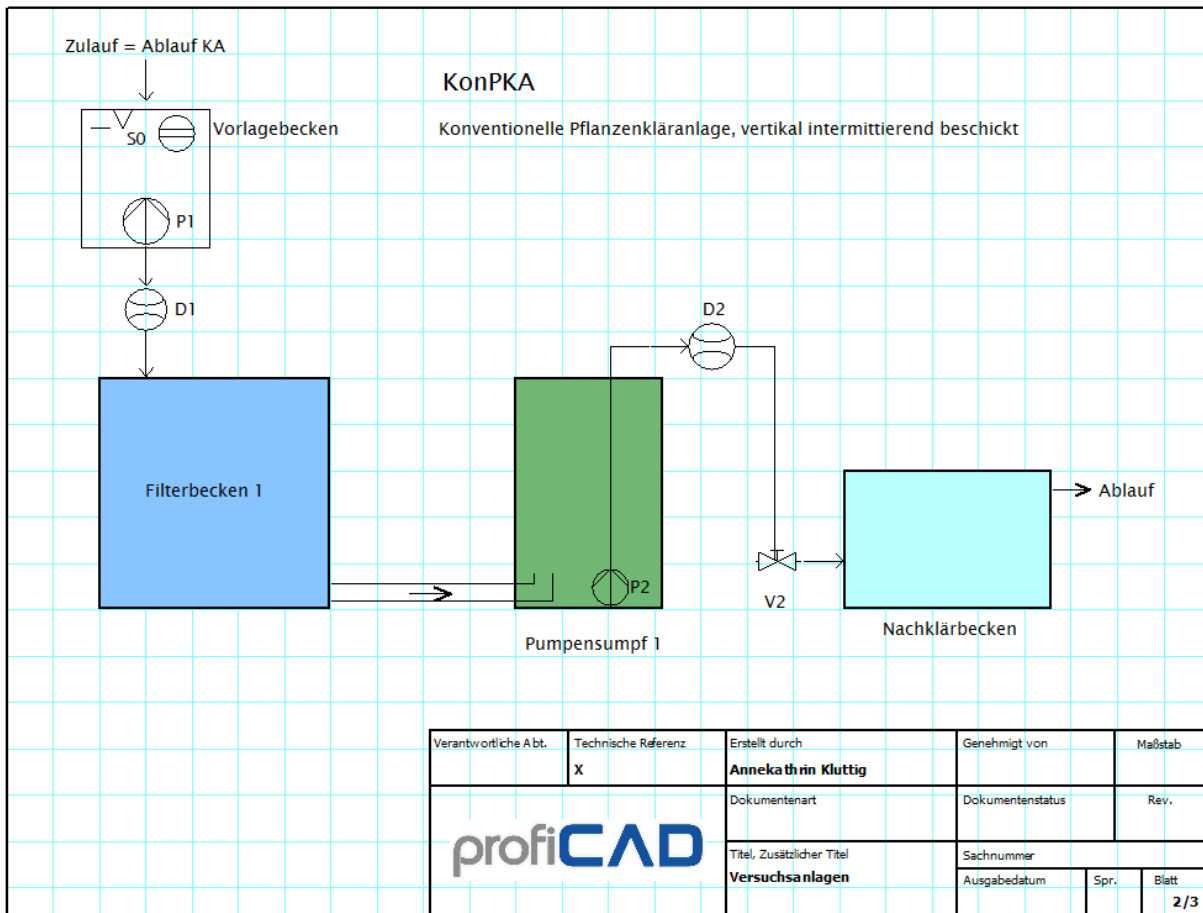 Zulauf = Ablauf KA
KonPKA
Vorlagebecken
S0
Konventionelle Pflanzenkläranlage, vertikal intermittierend beschickt
P1
D1
D2
Filterbecken 1
Ablauf
P2
V2
Nachklärbecken
Pumpensumpf 1
Verantwortliche Abt.
Technische Referenz
X
Erstellt durch
Annekathrin Kluttig
Genehmigt von
Maßstab
profiCAD
Dokumentenart
Dokumentenstatus
Rev.
Titel, Zusätzlicher Titel
Versuchsanlagen
Sachnummer
Ausgabedatum
Spr.
Blatt
2/3